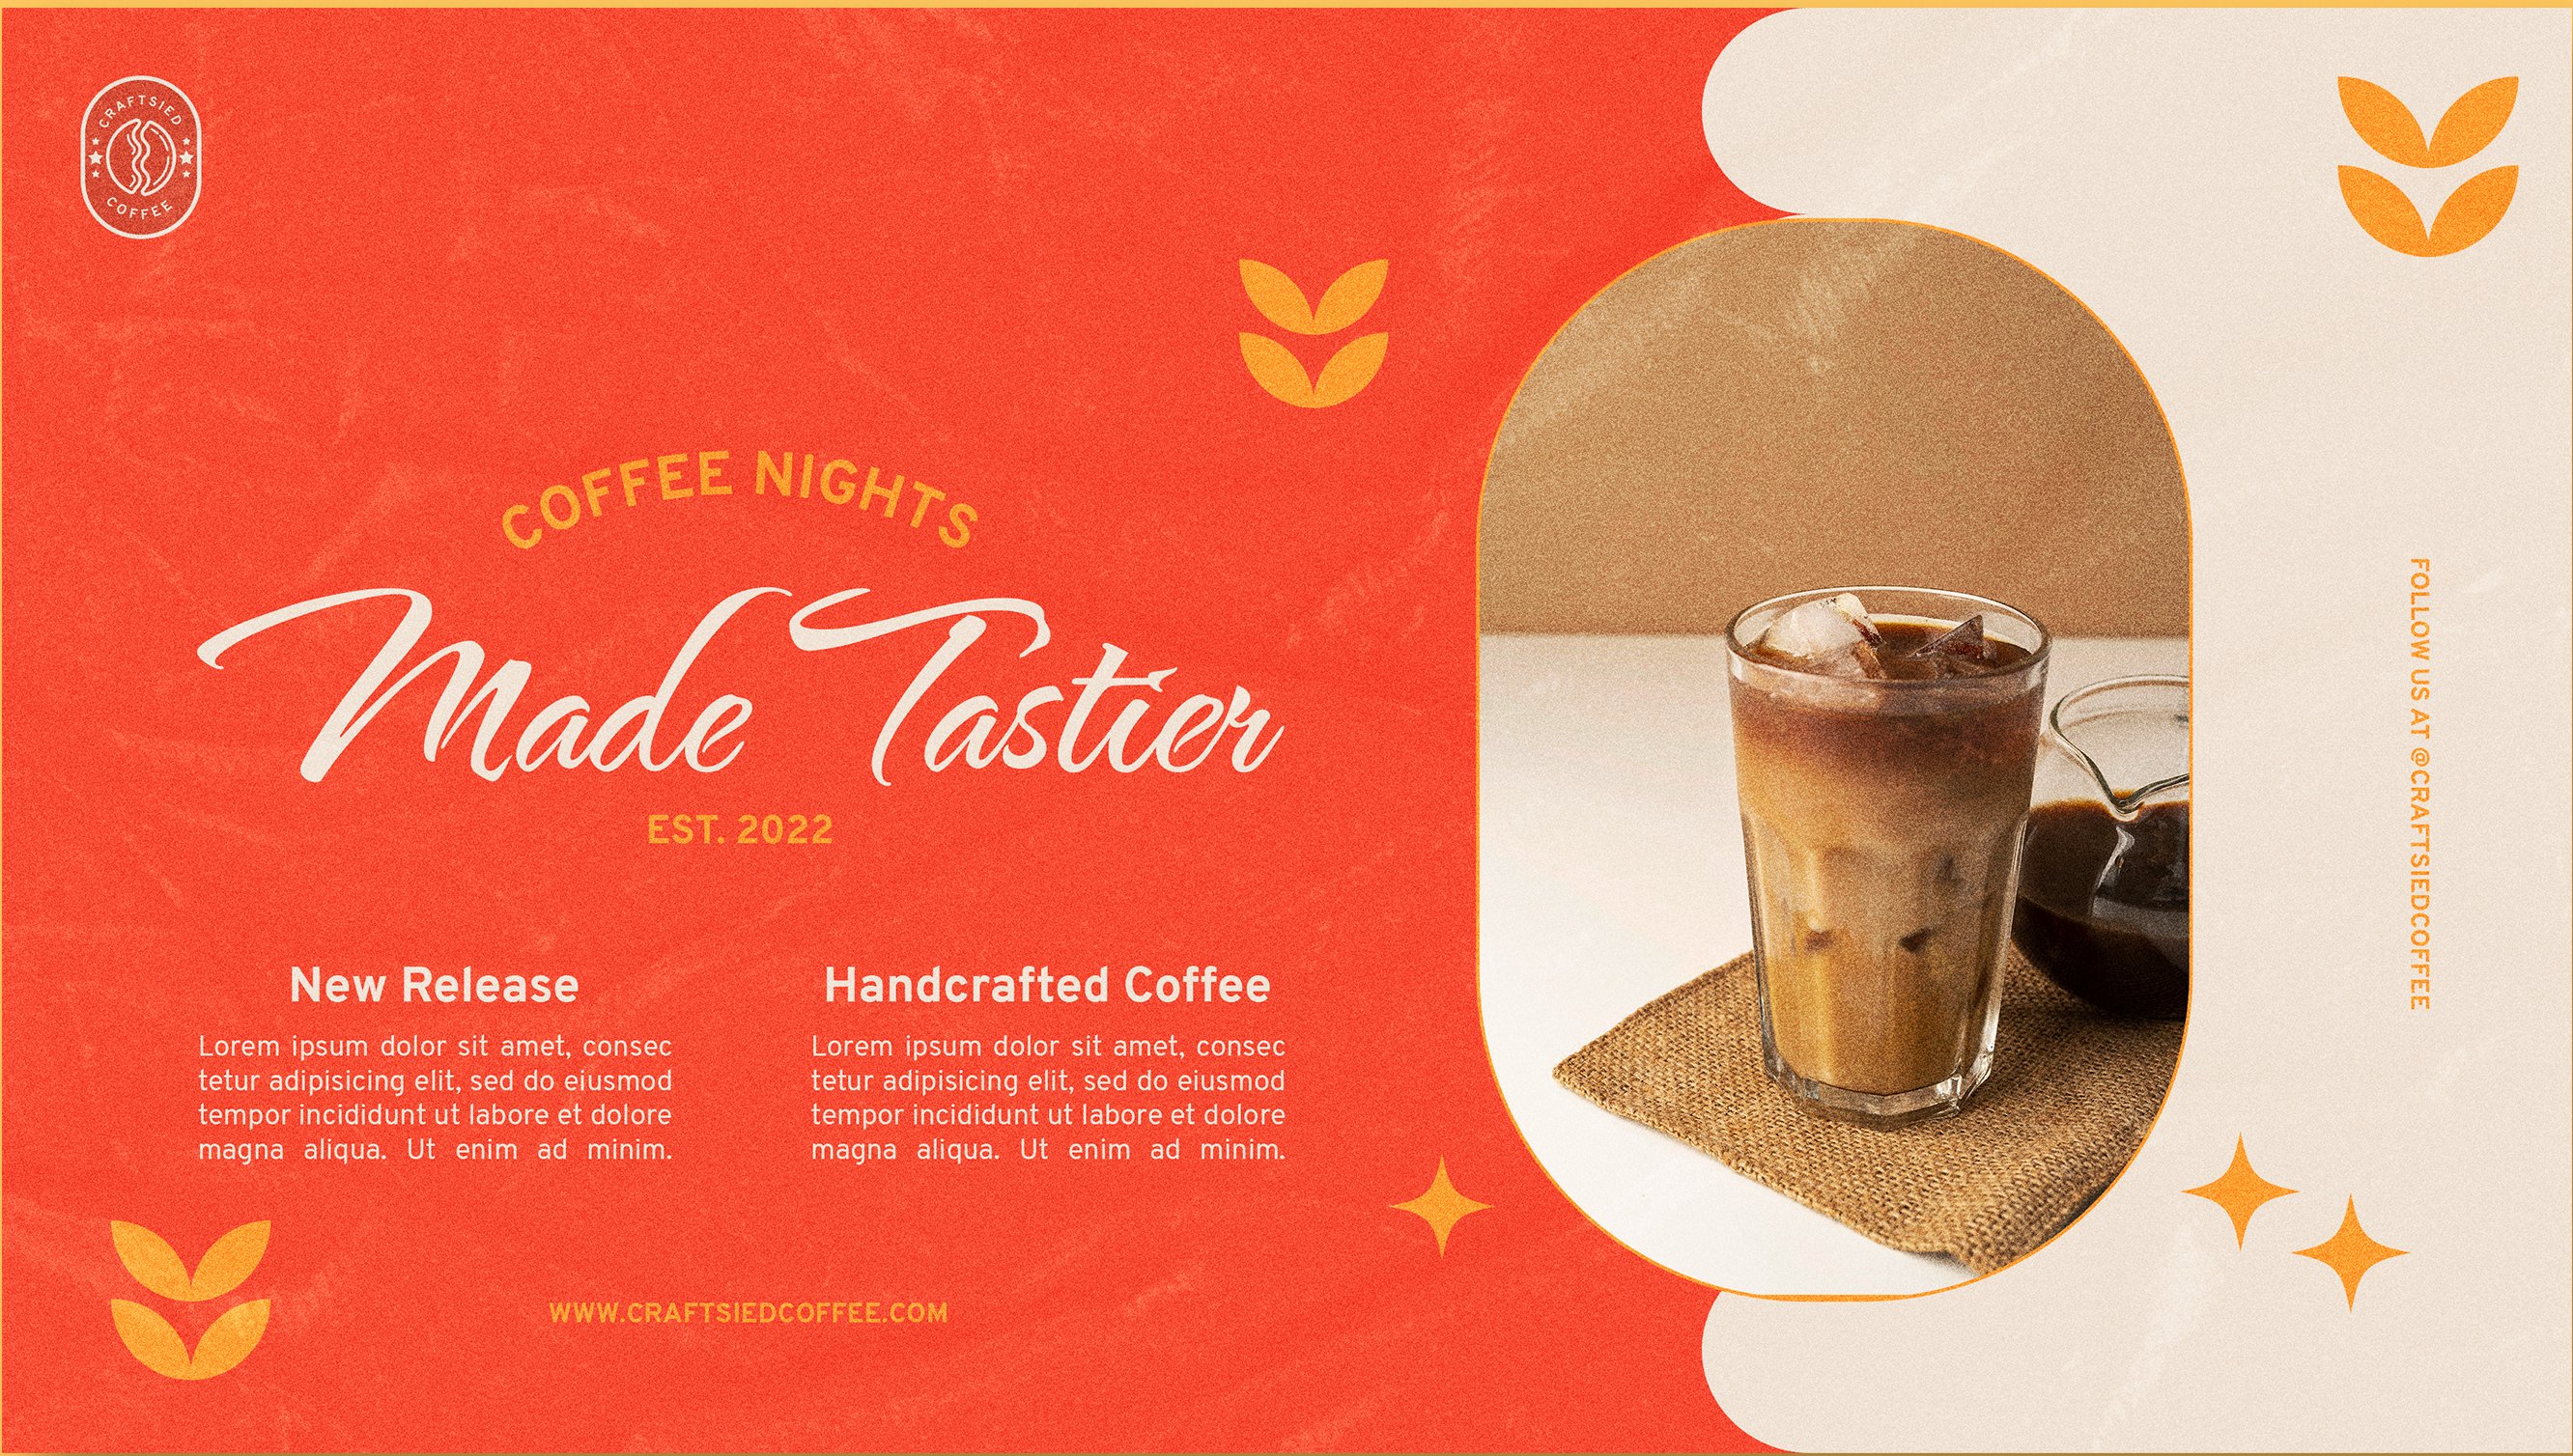 CRAFTSIED
COFFEE
COFFEE NIGHTS
Made Tastier
EST. 2022
New Release
Lorem ipsum dolor sit amet, consec
tetur adipisicing elit, sed do eiusmod
tempor incididunt ut labore et dolore
magna aliqua. Ut enim ad minim.
Handcrafted Coffee
Lorem ipsum dolor sit amet, consec
tetur adipisicing elit, sed do eiusmod
tempor incididunt ut labore et dolore
magna aliqua. Ut enim ad minim.
WWW.CRAFTSIEDCOFFEE.COM
FOLLOW US AT @CRAFTSIEDCOFFEE